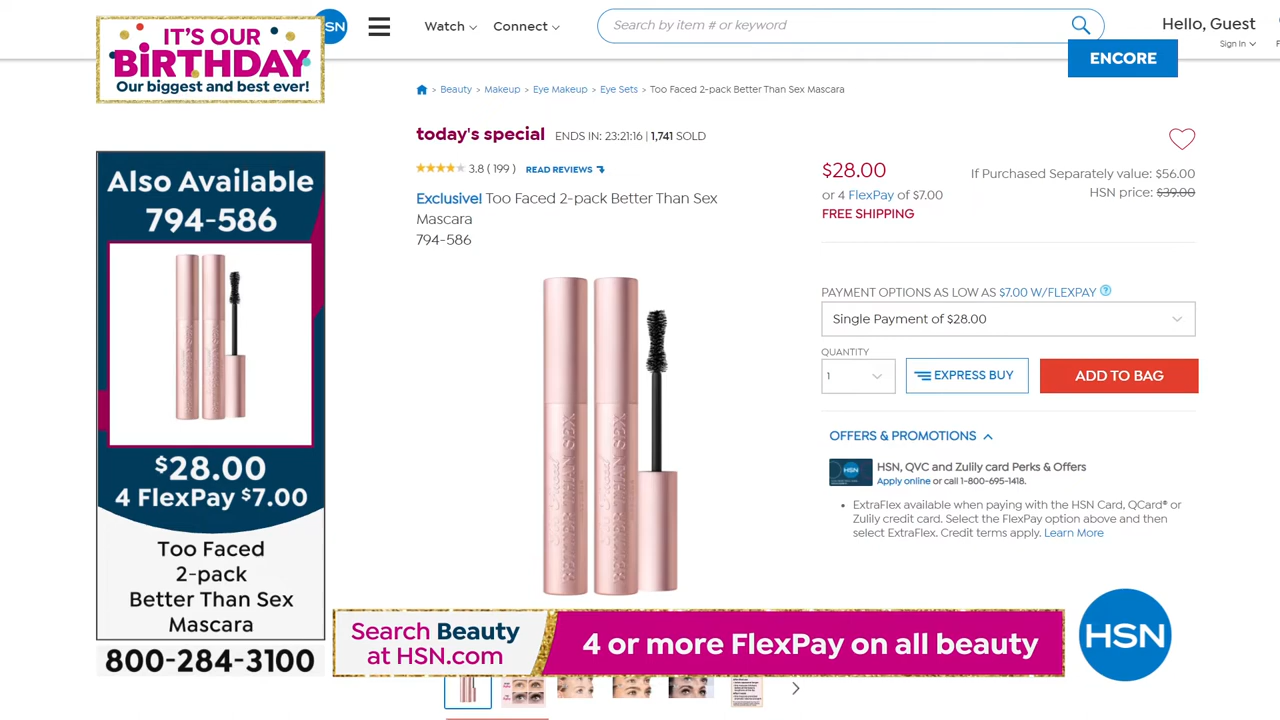 IT'S OUR
BiRTHDAY
Our biggest and best ever!
SN
Watch
Connect
Search by item # or keyword
Hello, Guest
Sign In
ENCORE
Beauty > Makeup > Eye Makeup > Eye Sets > Too Faced 2-pack Better Than Sex Mascara
Also Available
794-586
$28.00
4 FlexPay $7.00
Too Faced
2-pack
Better Than Sex
Mascara
800-284-3100
today's special ENDS IN: 23:21:16 | 1,741 SOLD
3.8 ( 199 ) READ REVIEWS
Exclusive! Too Faced 2-pack Better Than Sex
Mascara
794-586
BETTER THAN SEX
$28.00
or 4 FlexPay of $7.00
FREE SHIPPING
If Purchased Separately value: $56.00
HSN price: $39.00
PAYMENT OPTIONS AS LOW AS $7.00 W/FLEXPAY ?
Single Payment of $28.00
QUANTITY
1
EXPRESS BUY
ADD TO BAG
OFFERS & PROMOTIONS
HSN
HSN, QVC and Zulily card Perks & Offers
Apply online or call 1-800-695-1418.
• ExtraFlex available when paying with the HSN Card, QCard® or
Zulily credit card. Select the FlexPay option above and then
select ExtraFlex. Credit terms apply. Learn More
Search Beauty
at HSN.com
4 or more FlexPay on all beauty
HSN